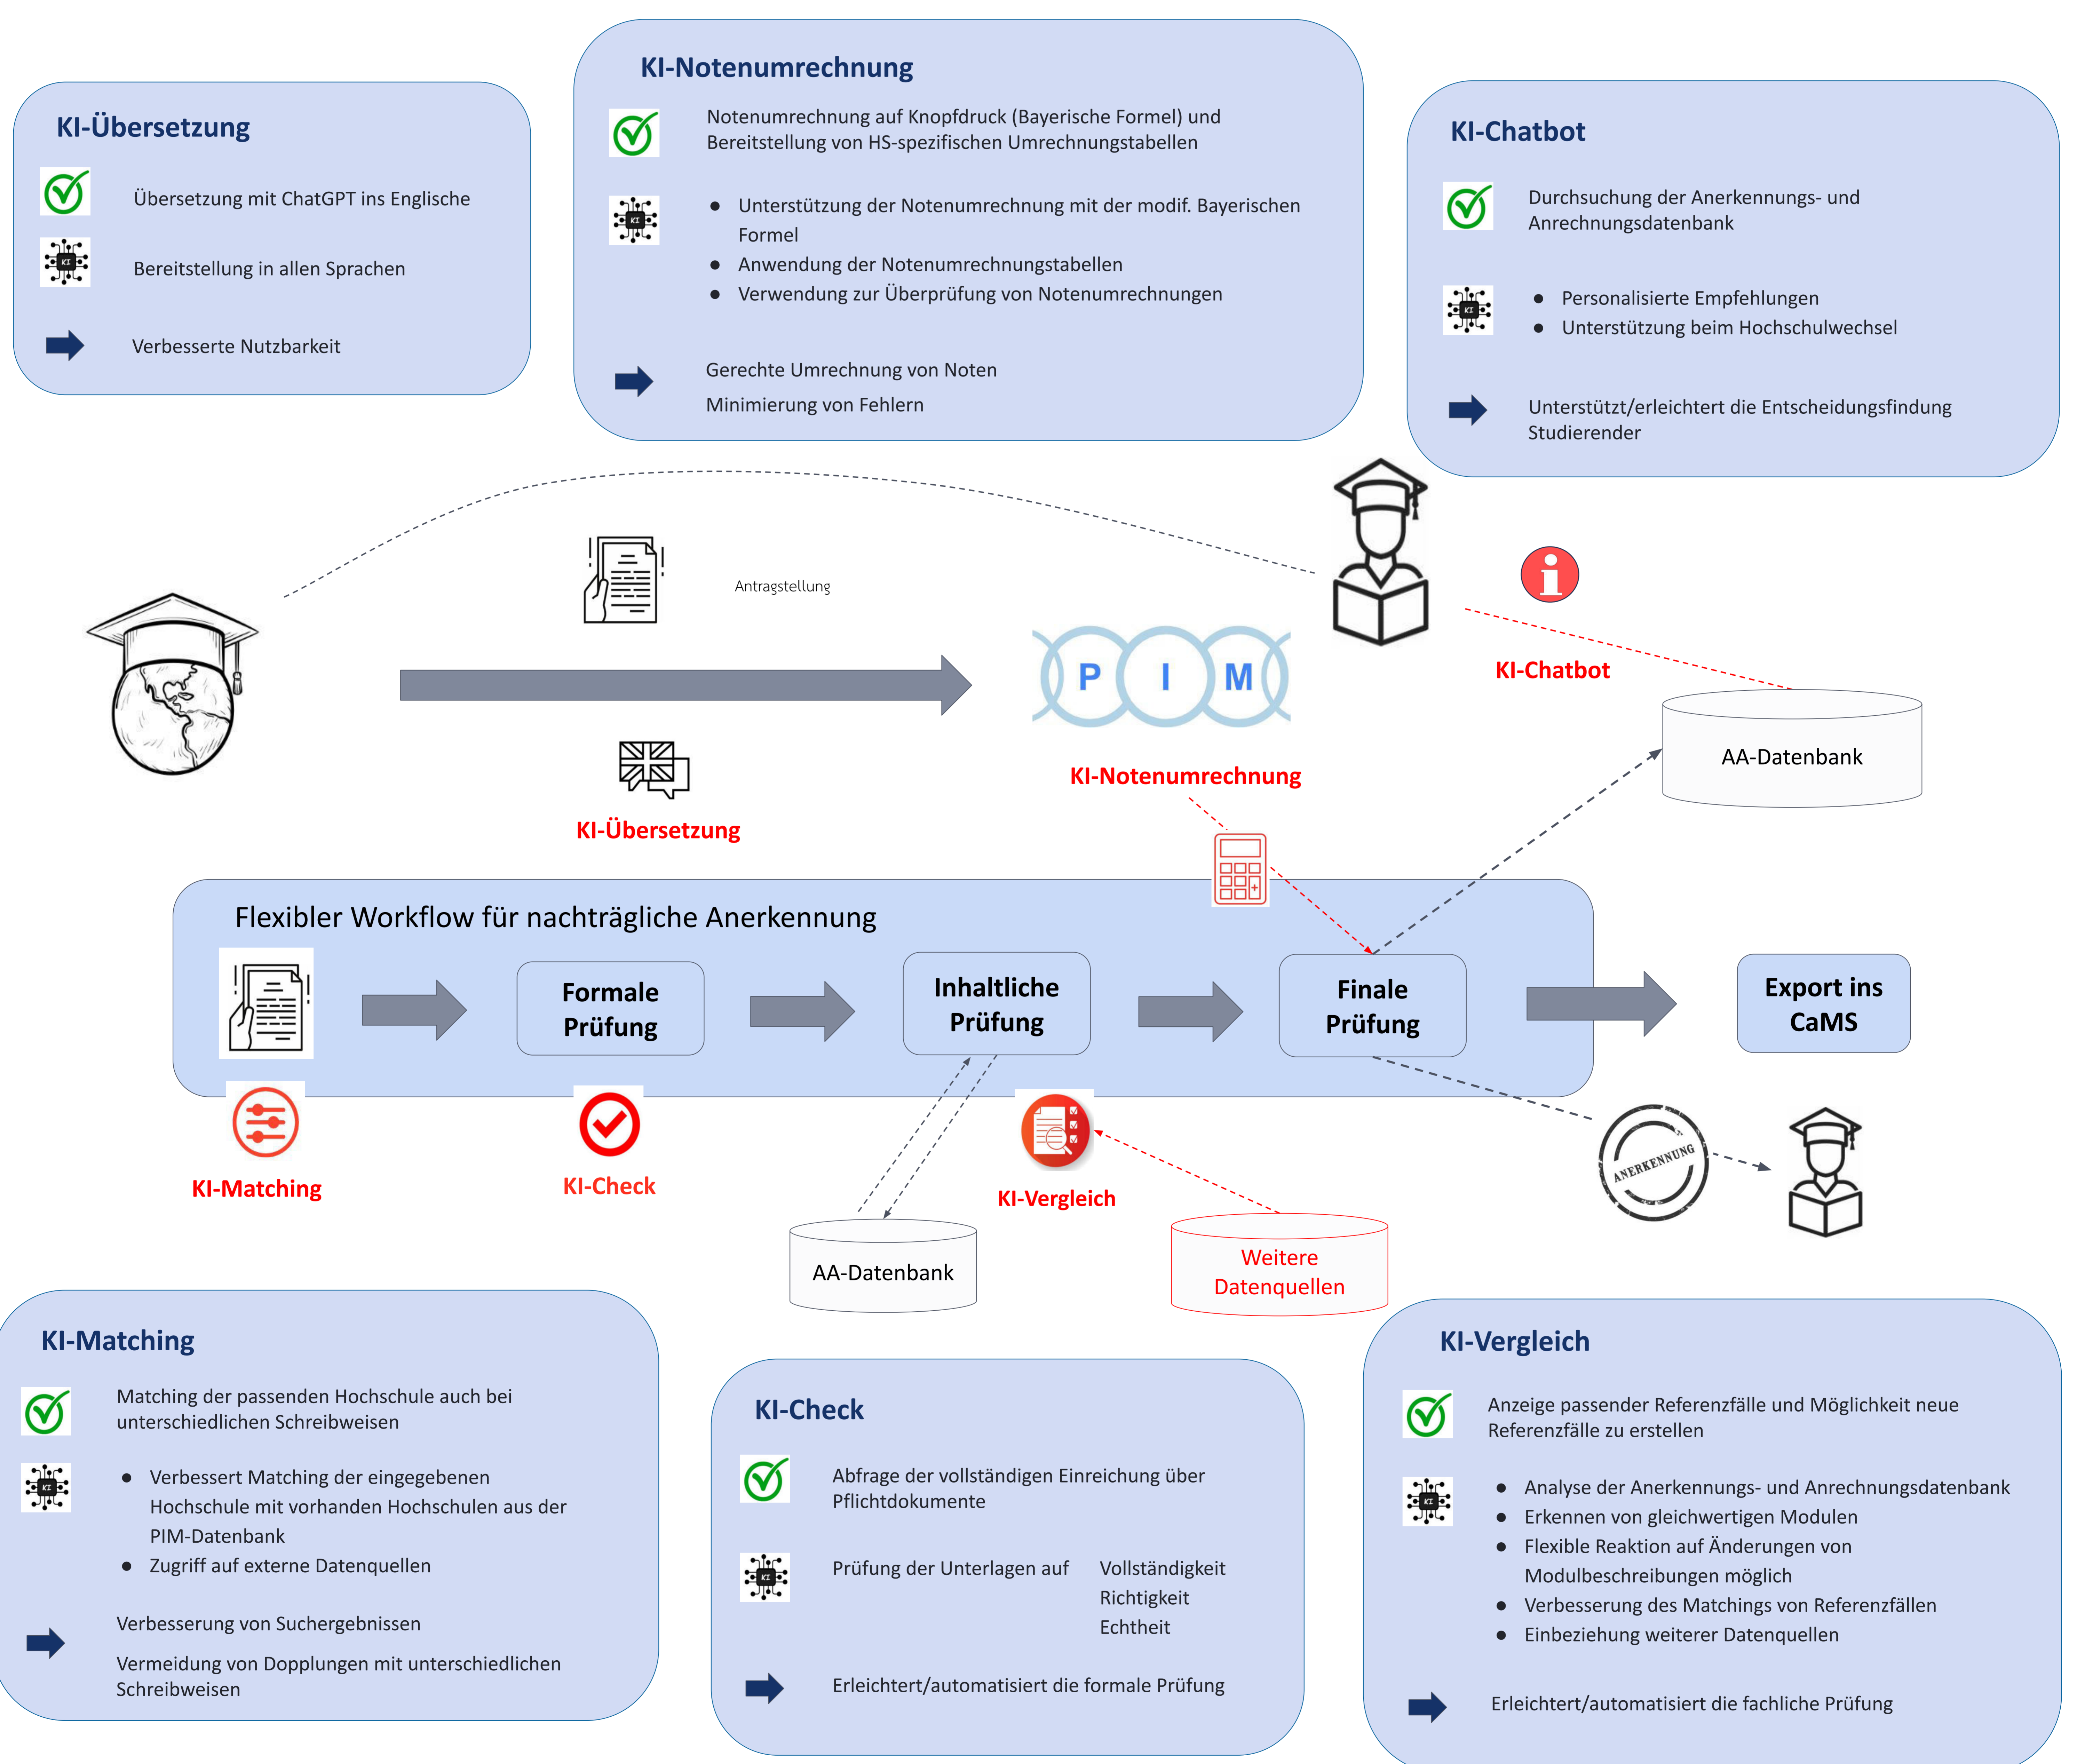 KI-Übersetzung
Übersetzung mit ChatGPT ins Englische
KI
Bereitstellung in allen Sprachen
Verbesserte Nutzbarkeit
KI-Notenumrechnung
Notenumrechnung auf Knopfdruck (Bayerische Formel) und
Bereitstellung von HS-spezifischen Umrechnungstabellen
KI
● Unterstützung der Notenumrechnung mit der modif. Bayerischen
Formel
● Anwendung der Notenumrechnungstabellen
● Verwendung zur Überprüfung von Notenumrechnungen
Gerechte Umrechnung von Noten
Minimierung von Fehlern
KI-Chatbot
Durchsuchung der Anerkennungs- und
Anrechnungsdatenbank
KI
● Personalisierte Empfehlungen
● Unterstützung beim Hochschulwechsel
Unterstützt/erleichtert die Entscheidungsfindung
Studierender
Antragstellung
i
P I M
KI-Chatbot
AA-Datenbank
KI-Notenumrechnung
KI-Übersetzung
Flexibler Workflow für nachträgliche Anerkennung
Formale
Prüfung
Inhaltliche
Prüfung
Finale
Prüfung
Export ins
CaMS
KI-Matching
KI-Check
KI-Vergleich
ANERKENNUNG
AA-Datenbank
Weitere
Datenquellen
KI-Matching
Matching der passenden Hochschule auch bei
unterschiedlichen Schreibweisen
KI
● Verbessert Matching der eingegebenen
Hochschule mit vorhanden Hochschulen aus der
PIM-Datenbank
● Zugriff auf externe Datenquellen
Verbesserung von Suchergebnissen
Vermeidung von Dopplungen mit unterschiedlichen
Schreibweisen
KI-Check
Abfrage der vollständigen Einreichung über
Pflichtdokumente
KI
Prüfung der Unterlagen auf Vollständigkeit
Richtigkeit
Echtheit
Erleichtert/automatisiert die formale Prüfung
KI-Vergleich
Anzeige passender Referenzfälle und Möglichkeit neue
Referenzfälle zu erstellen
KI
● Analyse der Anerkennungs- und Anrechnungsdatenbank
● Erkennen von gleichwertigen Modulen
● Flexible Reaktion auf Änderungen von
Modulbeschreibungen möglich
● Verbesserung des Matchings von Referenzfällen
● Einbeziehung weiterer Datenquellen
Erleichtert/automatisiert die fachliche Prüfung